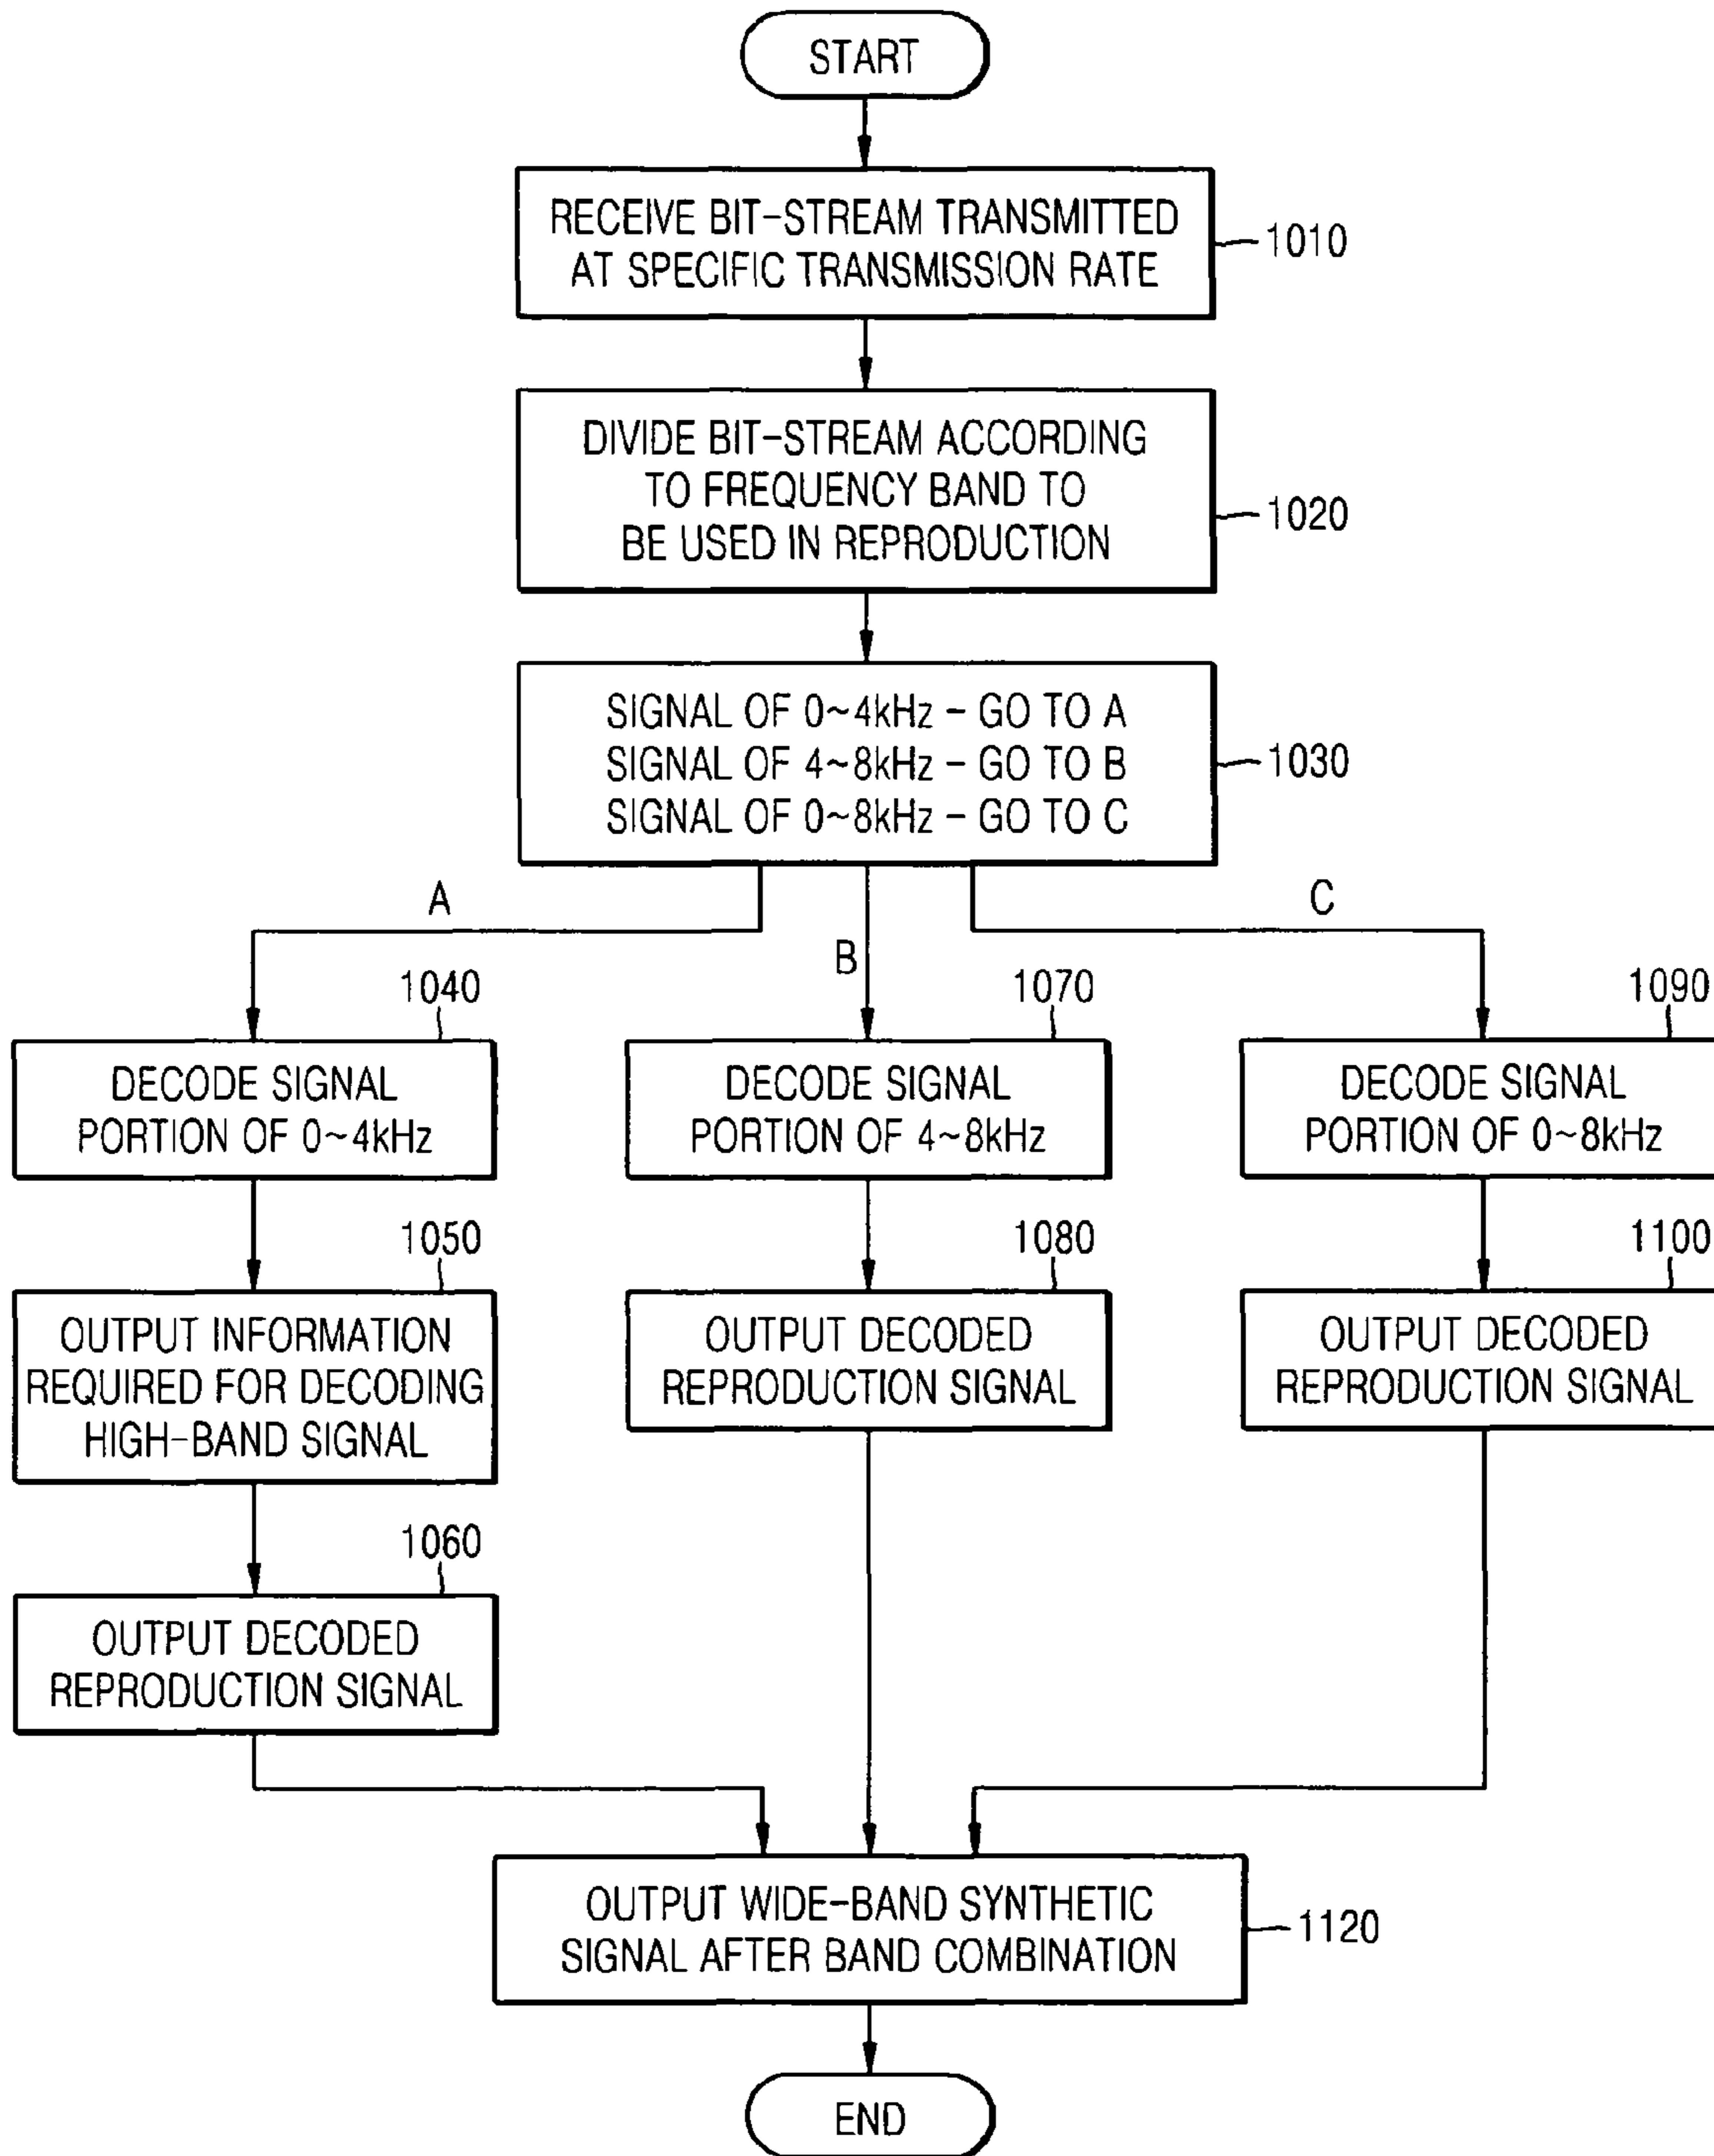 START
RECEIVE BIT-STREAM TRANSMITTED
AT SPECIFIC TRANSMISSION RATE
1010
DIVIDE BIT-STREAM ACCORDING
TO FREQUENCY BAND TO
BE USED IN REPRODUCTION
1020
SIGNAL OF 0~4kHz - GO TO A
SIGNAL OF 4~8kHz - GO TO B
SIGNAL OF 0~8kHz - GO TO C
1030
A
B
C
1040
DECODE SIGNAL
PORTION OF 0~4kHz
1070
DECODE SIGNAL
PORTION OF 4~8kHz
1090
DECODE SIGNAL
PORTION OF 0~8kHz
1050
OUTPUT INFORMATION
REQUIRED FOR DECODING
HIGH-BAND SIGNAL
1080
OUTPUT DECODED
REPRODUCTION SIGNAL
1100
OUTPUT DECODED
REPRODUCTION SIGNAL
1060
OUTPUT DECODED
REPRODUCTION SIGNAL
OUTPUT WIDE-BAND SYNTHETIC
SIGNAL AFTER BAND COMBINATION
1120
END